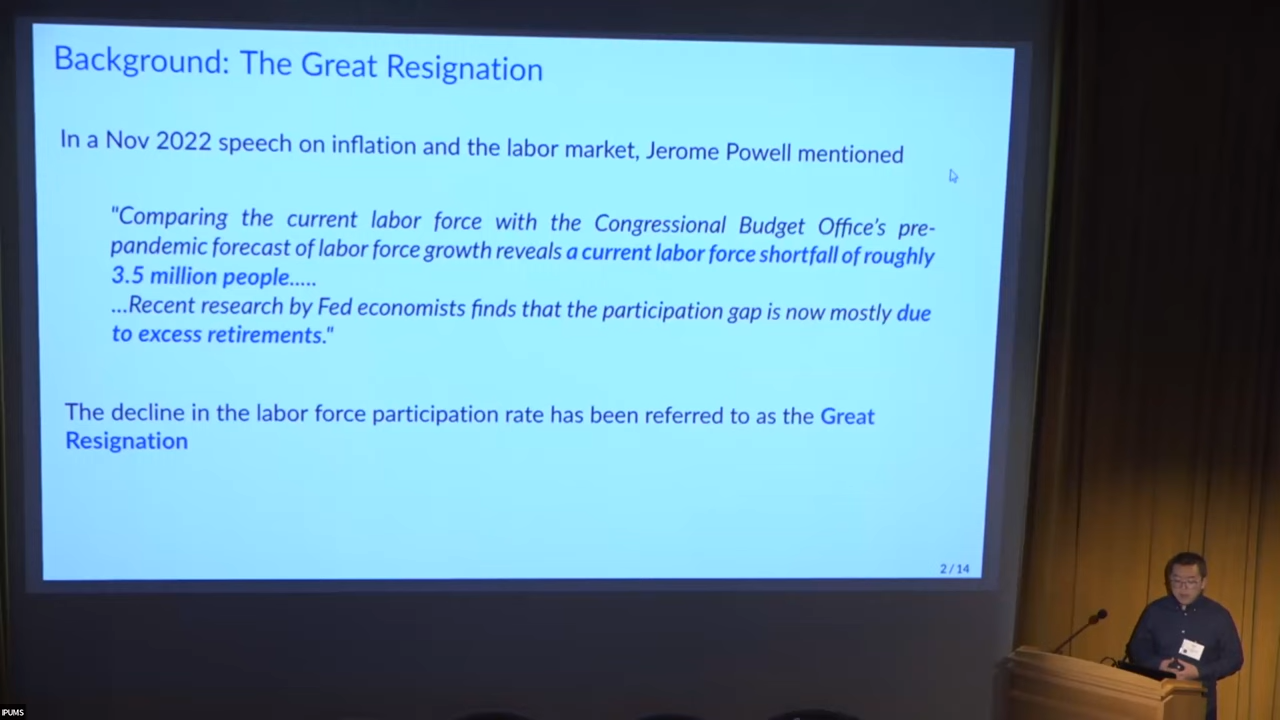 Background: The Great Resignation
In a Nov 2022 speech on inflation and the labor market, Jerome Powell mentioned
"Comparing the current labor force with the Congressional Budget Office's pre-
pandemic forecast of labor force growth reveals a current labor force shortfall of roughly
3.5 million people.....
...Recent research by Fed economists finds that the participation gap is now mostly due
to excess retirements."
The decline in the labor force participation rate has been referred to as the Great
Resignation
2 / 14
IPUMS